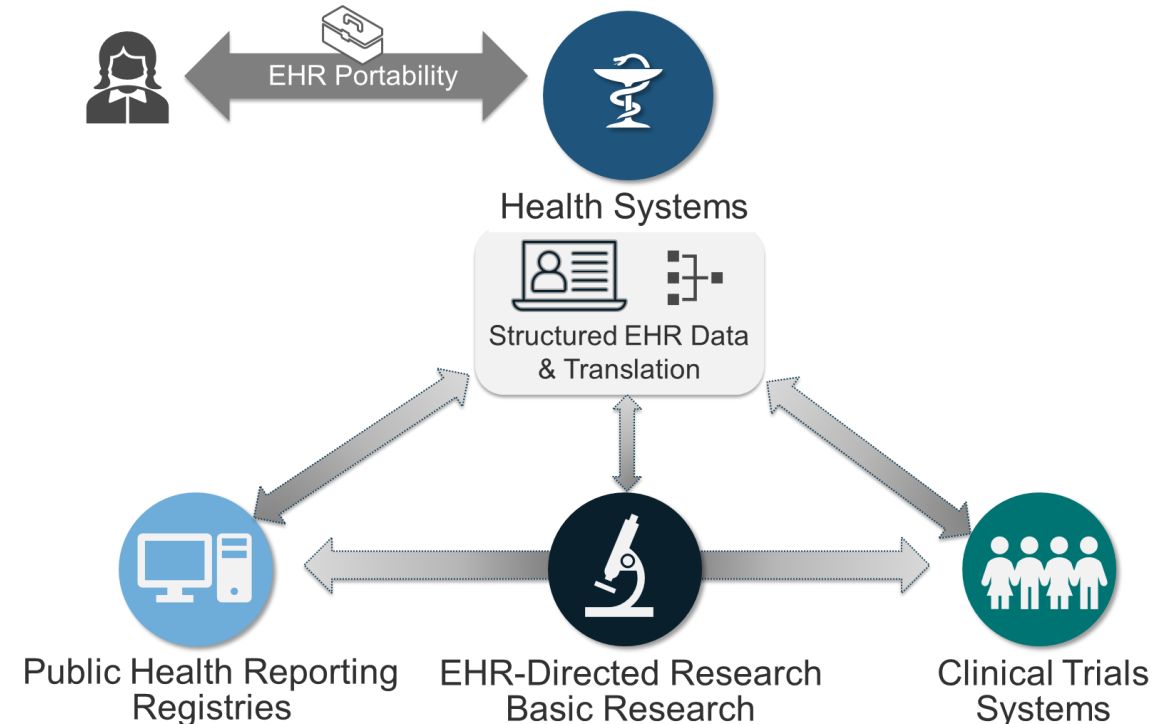 EHR Portability
Health Systems
Structured EHR Data
& Translation
Public Health Reporting
Registries
EHR-Directed Research
Basic Research
Clinical Trials
Systems